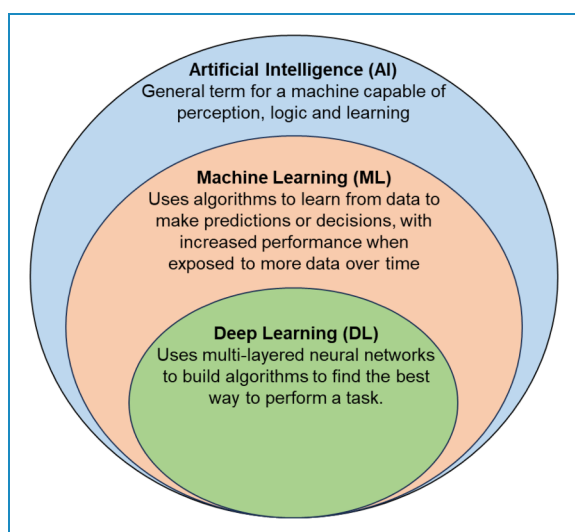 Artificial Intelligence (AI)
General term for a machine capable of
perception, logic and learning
Machine Learning (ML)
Uses algorithms to learn from data to
make predictions or decisions, with
increased performance when
exposed to more data over time
Deep Learning (DL)
Uses multi-layered neural networks
to build algorithms to find the best
way to perform a task.